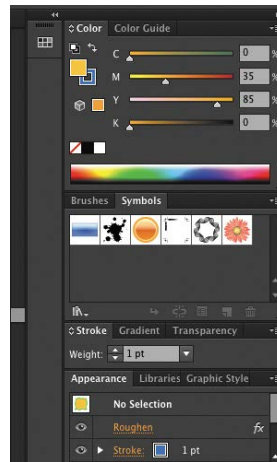 Color Color Guide
C 0 %
M 35 %
Y 85 %
K 0 %
Brushes Symbols
Stroke Gradient Transparency
Weight: 1 pt
Appearance Libraries Graphic Style
No Selection
Roughen fx
Stroke: 1 pt